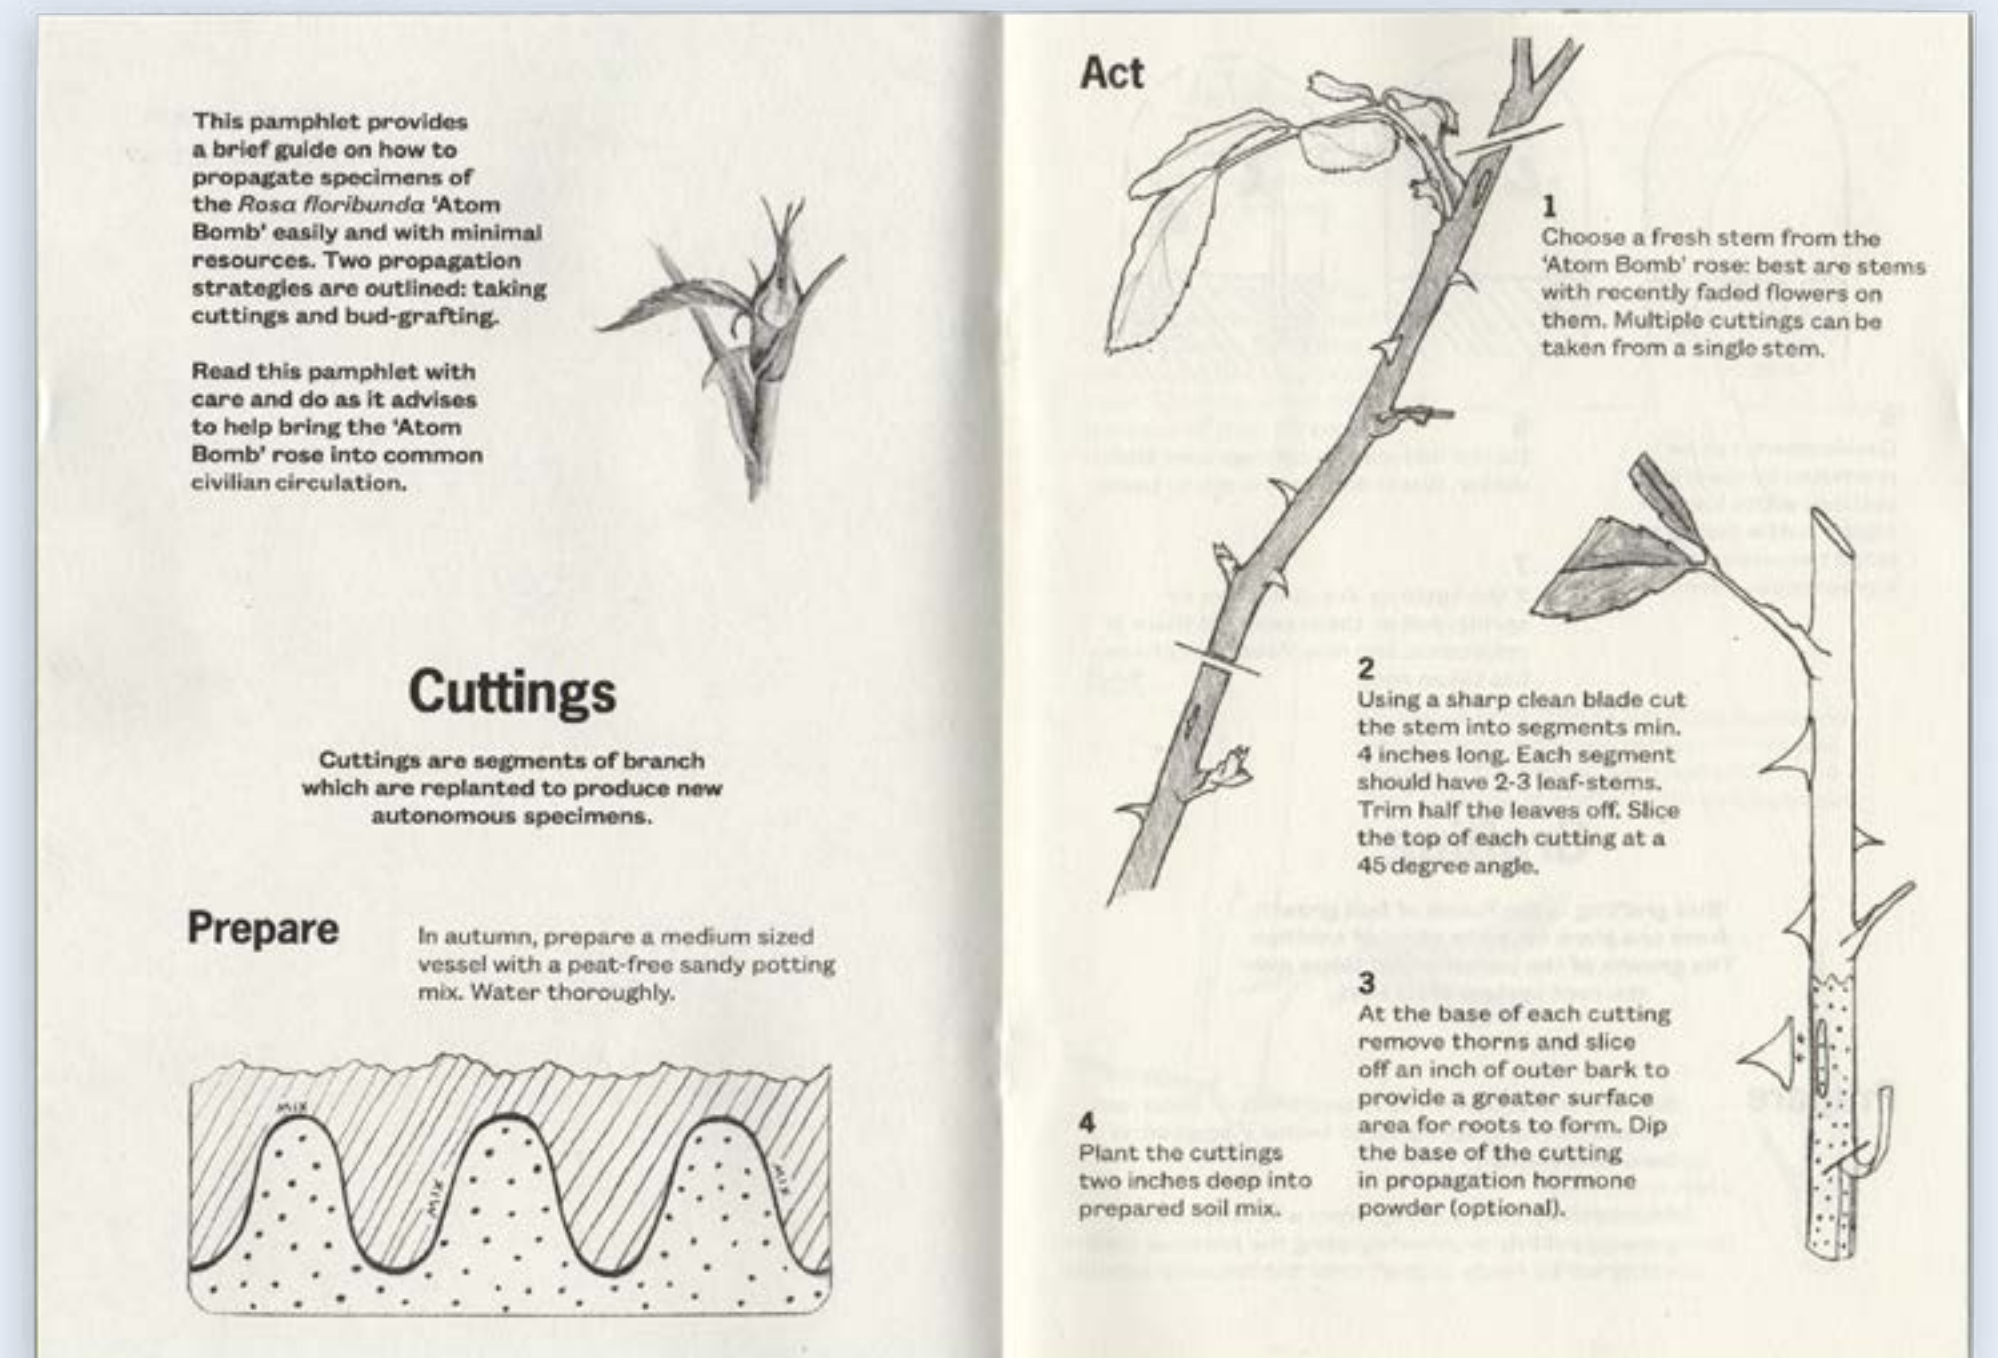 This pamphlet provides
a brief guide on how to
propagate specimens of
the Rosa floribunda ‘Atom
Bomb’ easily and with minimal
resources. Two propagation
strategies are outlined: taking
cuttings and bud-grafting.
Read this pamphlet with
care and do as it advises
to help bring the ‘Atom
Bomb’ rose into common
civilian circulation.
Cuttings
Cuttings are segments of branch
which are replanted to produce new
autonomous specimens.
Prepare
In autumn, prepare a medium sized
vessel with a peat-free sandy potting
mix. Water thoroughly.
MIX
MIX
MIX
Act
1
Choose a fresh stem from the
‘Atom Bomb’ rose: best are stems
with recently faded flowers on
them. Multiple cuttings can be
taken from a single stem.
2
Using a sharp clean blade cut
the stem into segments min.
4 inches long. Each segment
should have 2-3 leaf-stems.
Trim half the leaves off. Slice
the top of each cutting at a
45 degree angle.
3
At the base of each cutting
remove thorns and slice
off an inch of outer bark to
provide a greater surface
area for roots to form. Dip
the base of the cutting
in propagation hormone
powder (optional).
4
Plant the cuttings
two inches deep into
prepared soil mix.